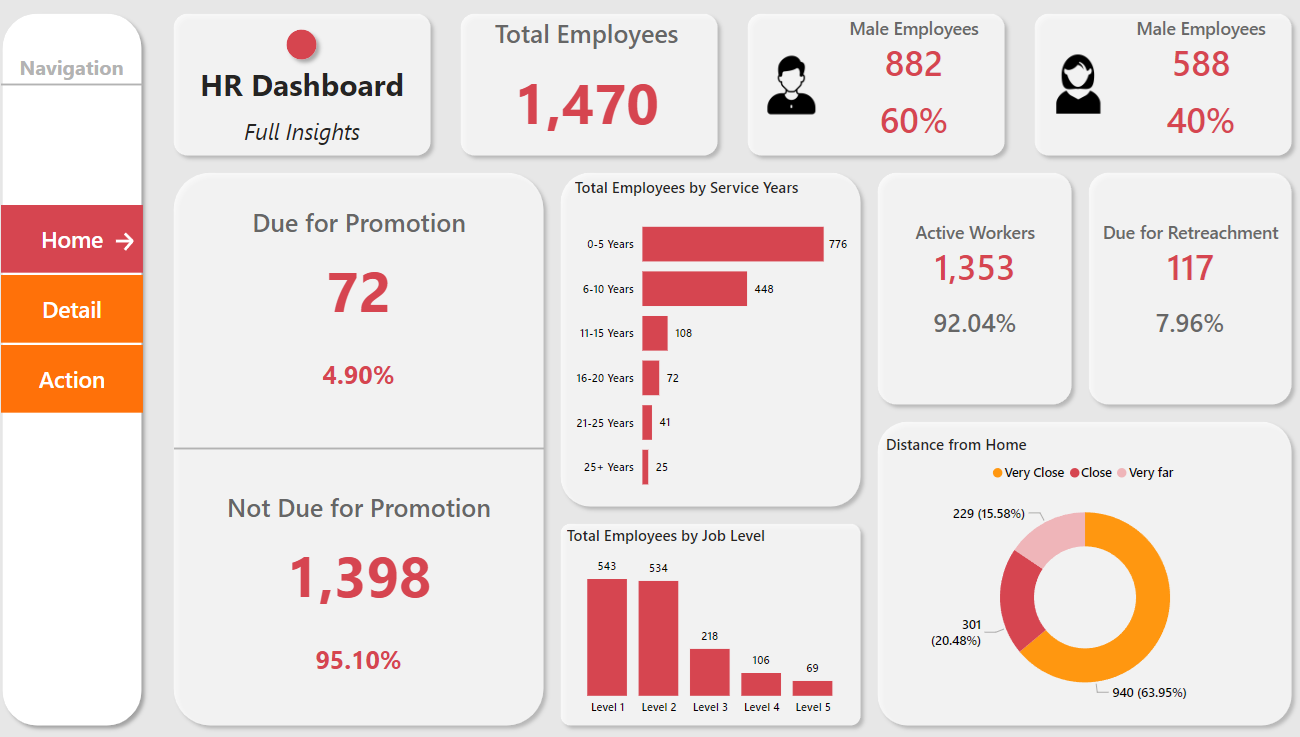 Navigation
Home
Detail
Action
HR Dashboard
Full Insights
Total Employees
1,470
Male Employees
882
60%
Male Employees
588
40%
Due for Promotion
72
4.90%
Not Due for Promotion
1,398
95.10%
Total Employees by Service Years
0-5 Years 776
6-10 Years 448
11-15 Years 108
16-20 Years 72
21-25 Years 41
25+ Years 25
Total Employees by Job Level
543 534 218 106 69
Level 1 Level 2 Level 3 Level 4 Level 5
Active Workers
1,353
92.04%
Due for Retreachment
117
7.96%
Distance from Home
Very Close Close Very far
229 (15.58%)
301
(20.48%)
940 (63.95%)